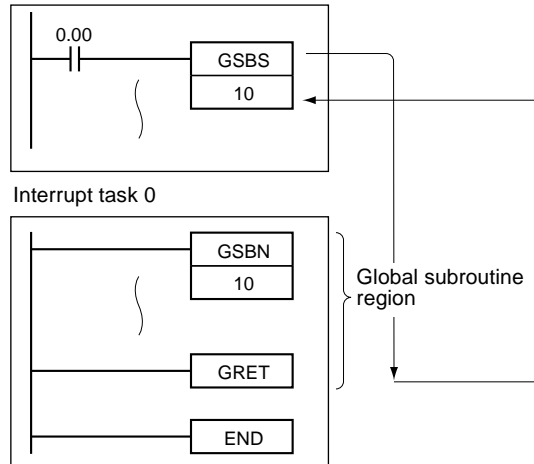 0.00
GSBS
10
Interrupt task 0
GSBN
10
Global subroutine
region
GRET
END